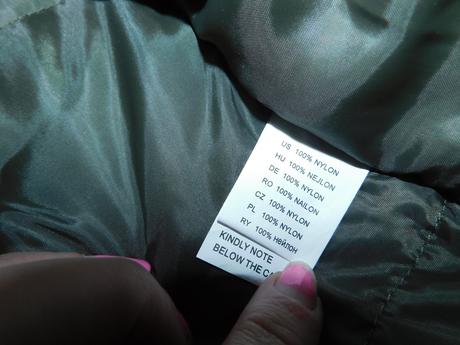 US 100% NYLON
HU 100% NEJLON
DE 100% NYLON
RO 100% NAILON
CZ 100% NYLON
PL 100% NYLON
RY 100% НВЙЛОН
KINDLY NOTE
BELOW THE